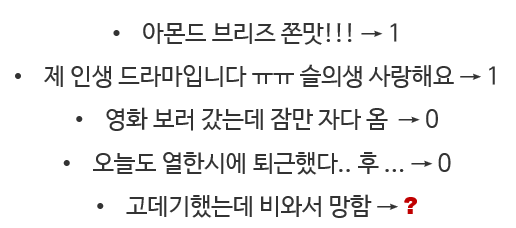 • 아몬드 브리즈 쫀맛!!! → 1
• 제 인생 드라마입니다 ㅠㅠ 슬의생 사랑해요 → 1
• 영화 보러 갔는데 잠만 자다 옴 → 0
• 오늘도 열한시에 퇴근했다.. 후 ... → 0
• 고데기했는데 비와서 망함 → ?